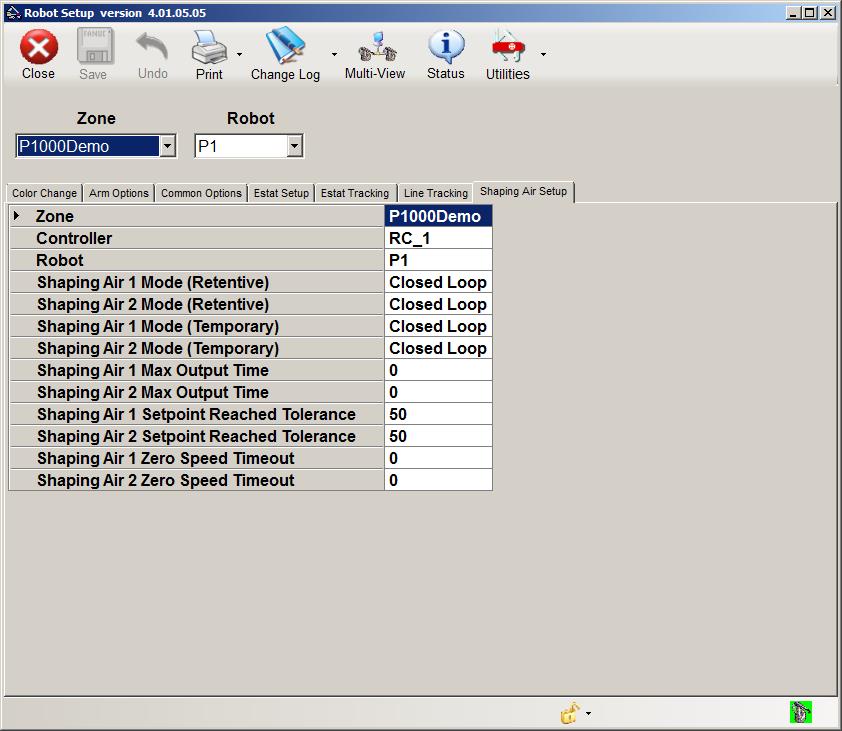 Robot Setup version 4.01.05.05
FANUC
Close Save Undo Print Change Log Multi-View Status Utilities
Zone Robot
P1000Demo P1
Color Change Arm Options Common Options Estat Setup Estat Tracking Line Tracking Shaping Air Setup
Zone P1000Demo
Controller RC_1
Robot P1
Shaping Air 1 Mode (Retentive) Closed Loop
Shaping Air 2 Mode (Retentive) Closed Loop
Shaping Air 1 Mode (Temporary) Closed Loop
Shaping Air 2 Mode (Temporary) Closed Loop
Shaping Air 1 Max Output Time 0
Shaping Air 2 Max Output Time 0
Shaping Air 1 Setpoint Reached Tolerance 50
Shaping Air 2 Setpoint Reached Tolerance 50
Shaping Air 1 Zero Speed Timeout 0
Shaping Air 2 Zero Speed Timeout 0